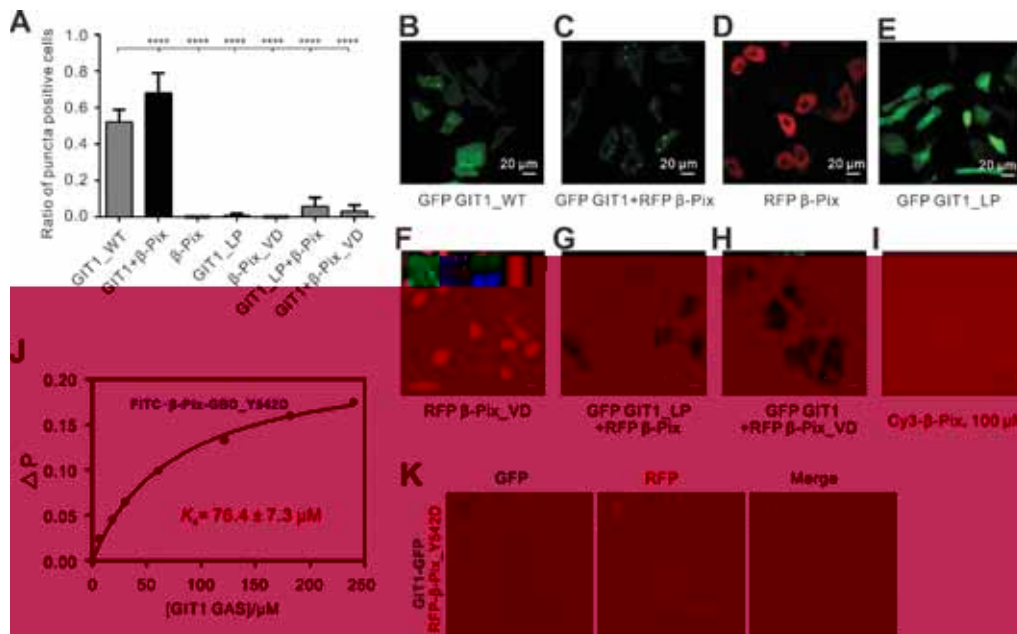 A
Ratio of puncta positive cells
1.0
0.8
0.6
0.4
0.2
0.0
**** **** **** **** **** ****
GIT1_WT
GIT1+β-Pix
β-Pix
GIT1_LP
β-Pix_VD
GIT1_LP+β-Pix
GIT1+β-Pix_VD
B
20 μm
GFP GIT1_WT
C
20 μm
GFP GIT1+RFP β-Pix
D
20 μm
RFP β-Pix
E
20 μm
GFP GIT1_LP
F
RFP β-Pix_VD
G
GFP GIT1_LP
+RFP β-Pix
H
GFP GIT1
+RFP β-Pix_VD
I
Cy3-β-Pix, 100 μM
J
ΔP
0.20
0.15
0.10
0.05
0.00
FITC-β-Pix-GBD_Y542D
Kd = 76.4 ± 7.3 μM
0 50 100 150 200 250
[GIT1 GAS]/μM
K
GFP RFP Merge
GIT1-GFP
RFP-β-Pix_Y542D